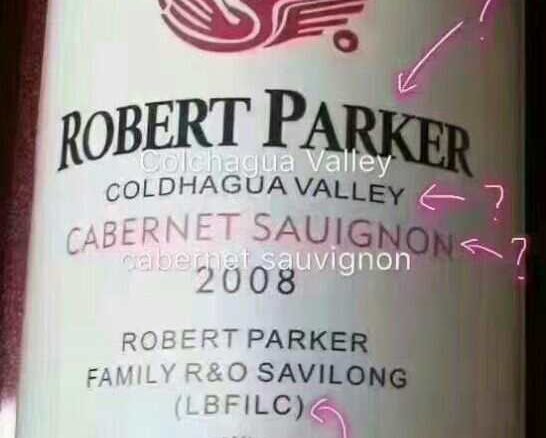 ?
ROBERT PARKER
Colchagua Valley
COLDHAGUA VALLEY ?
CABERNET SAUIGNON ?
cabernet sauvignon
2008
ROBERT PARKER
FAMILY R&O SAVILONG
(LBFILC)